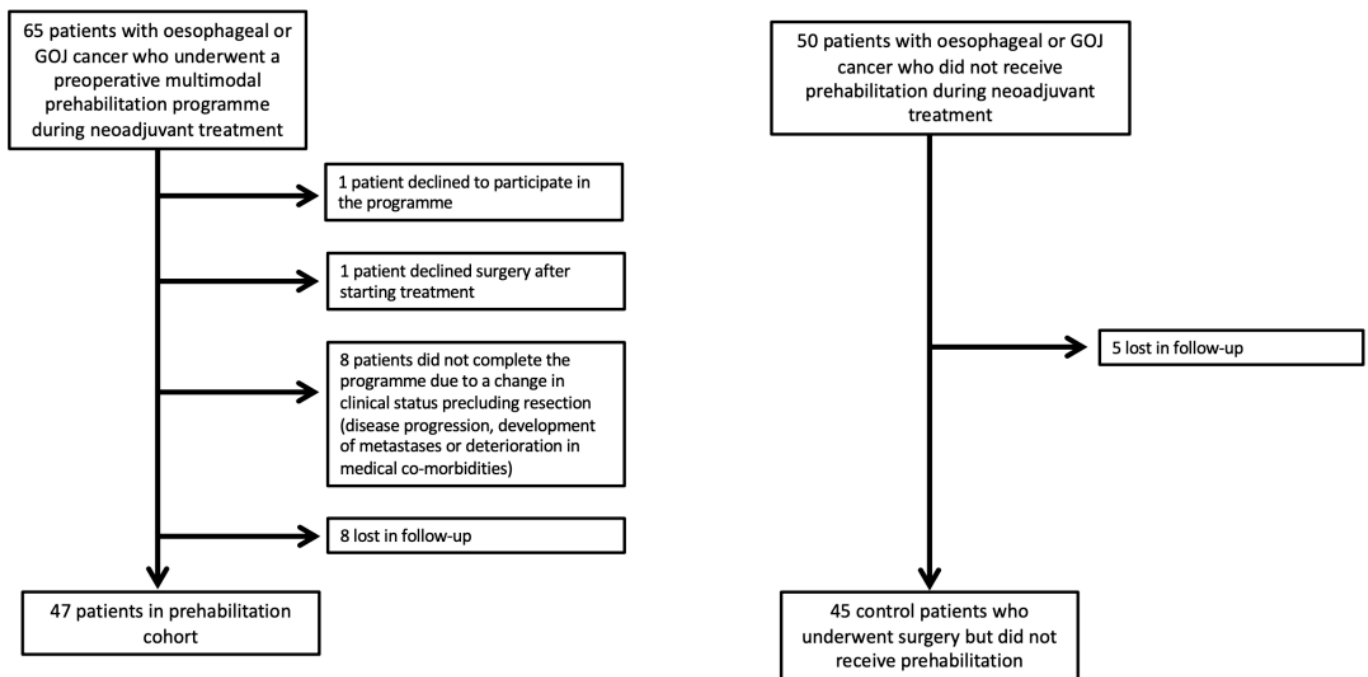 65 patients with oesophageal or
GOJ cancer who underwent a
preoperative multimodal
prehabilitation programme
during neoadjuvant treatment
1 patient declined to participate in
the programme
1 patient declined surgery after
starting treatment
8 patients did not complete the
programme due to a change in
clinical status precluding resection
(disease progression, development
of metastases or deterioration in
medical co-morbidities)
8 lost in follow-up
47 patients in prehabilitation
cohort
50 patients with oesophageal or GOJ
cancer who did not receive
prehabilitation during neoadjuvant
treatment
5 lost in follow-up
45 control patients who
underwent surgery but did not
receive prehabilitation